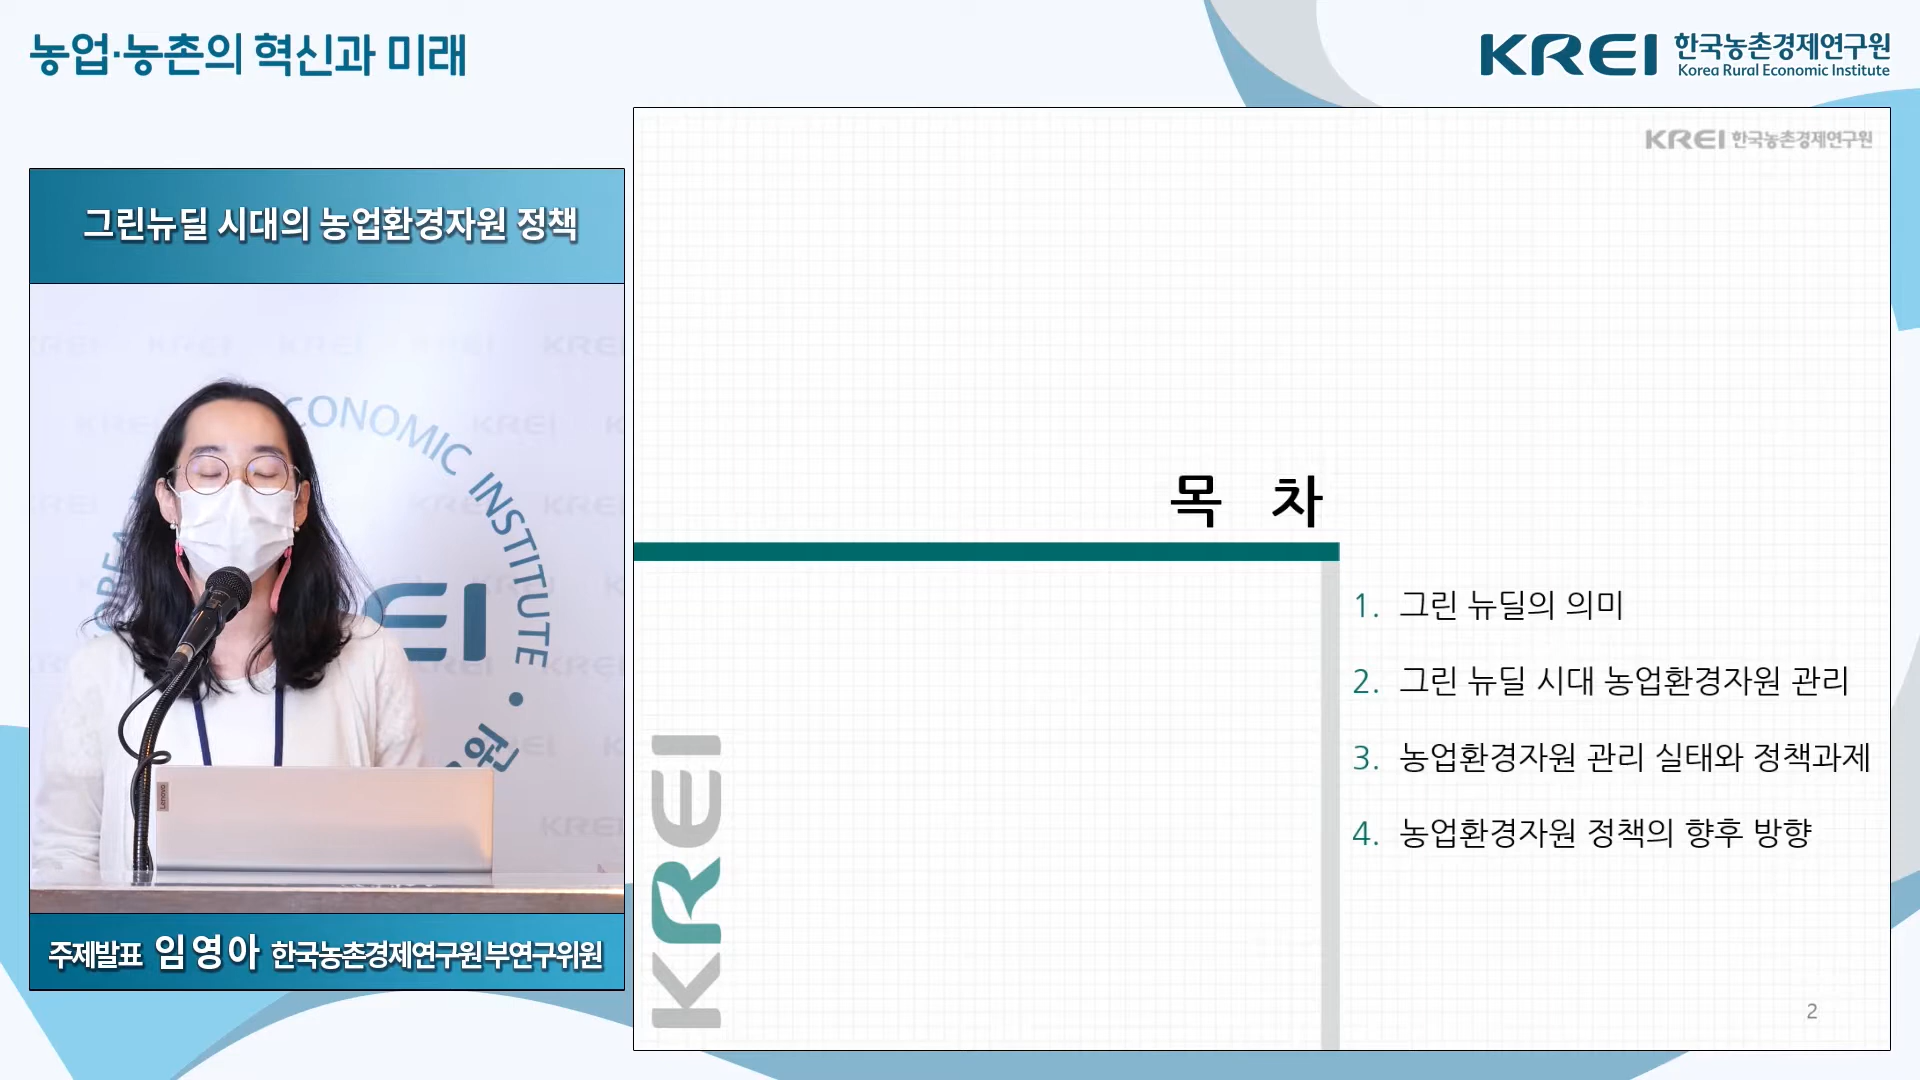 농업·농촌의 혁신과 미래
KREI 한국농촌경제연구원
Korea Rural Economic Institute
그린뉴딜 시대의 농업환경자원 정책
CONOMIC INSTITUTE
KOREA
EI
원
Lenovo
주제발표 임영아 한국농촌경제연구원 부연구위원
KREI 한국농촌경제연구원
목 차
1. 그린 뉴딜의 의미
2. 그린 뉴딜 시대 농업환경자원 관리
3. 농업환경자원 관리 실태와 정책과제
4. 농업환경자원 정책의 향후 방향
KREI
2